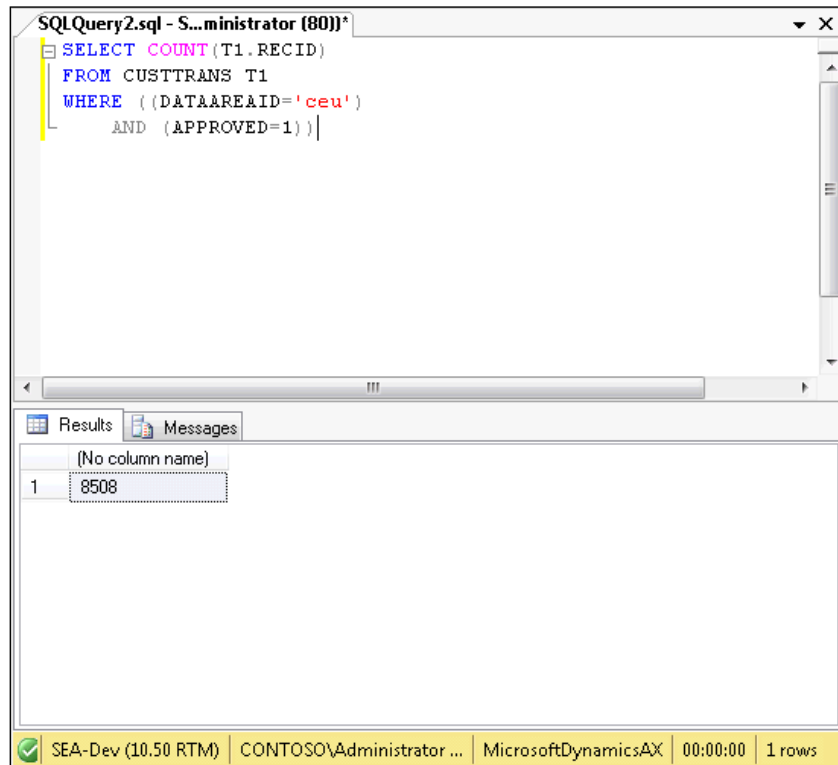 SQLQuery2.sql - S...ministrator (80))*
SELECT COUNT(T1.RECID)
FROM CUSTTRANS T1
WHERE ((DATAAREAID='ceu')
AND (APPROVED=1))
Results Messages
(No column name)
1 8508
SEA-Dev (10.50 RTM) CONTOSO\Administrator ... MicrosoftDynamicsAX 00:00:00 1 rows